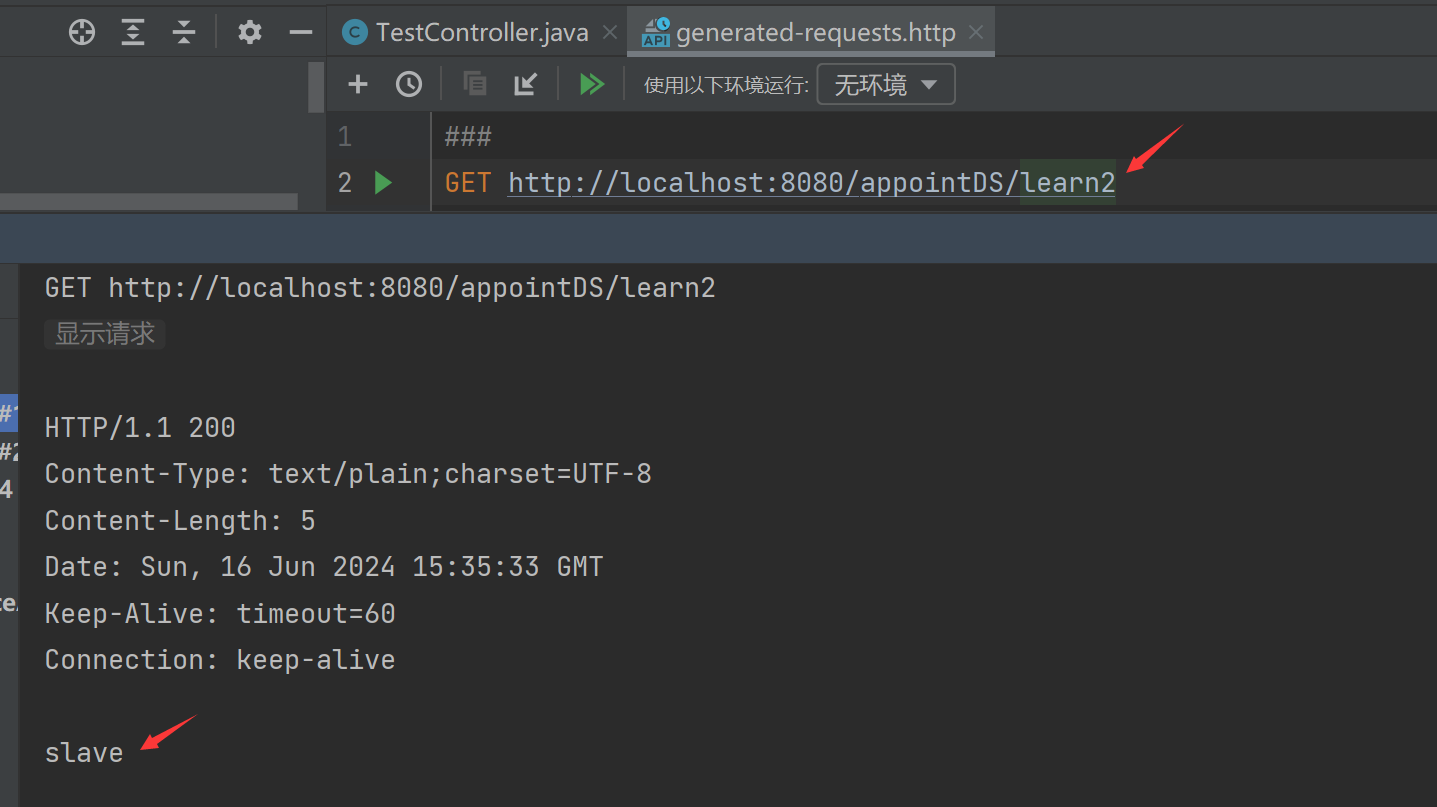 TestController.java
generated-requests.http
API
使用以下环境运行:
无环境
1
###
2
GET http://localhost:8080/appointDS/learn2
GET http://localhost:8080/appointDS/learn2
显示请求
HTTP/1.1 200
Content-Type: text/plain;charset=UTF-8
Content-Length: 5
Date: Sun, 16 Jun 2024 15:35:33 GMT
Keep-Alive: timeout=60
Connection: keep-alive
slave